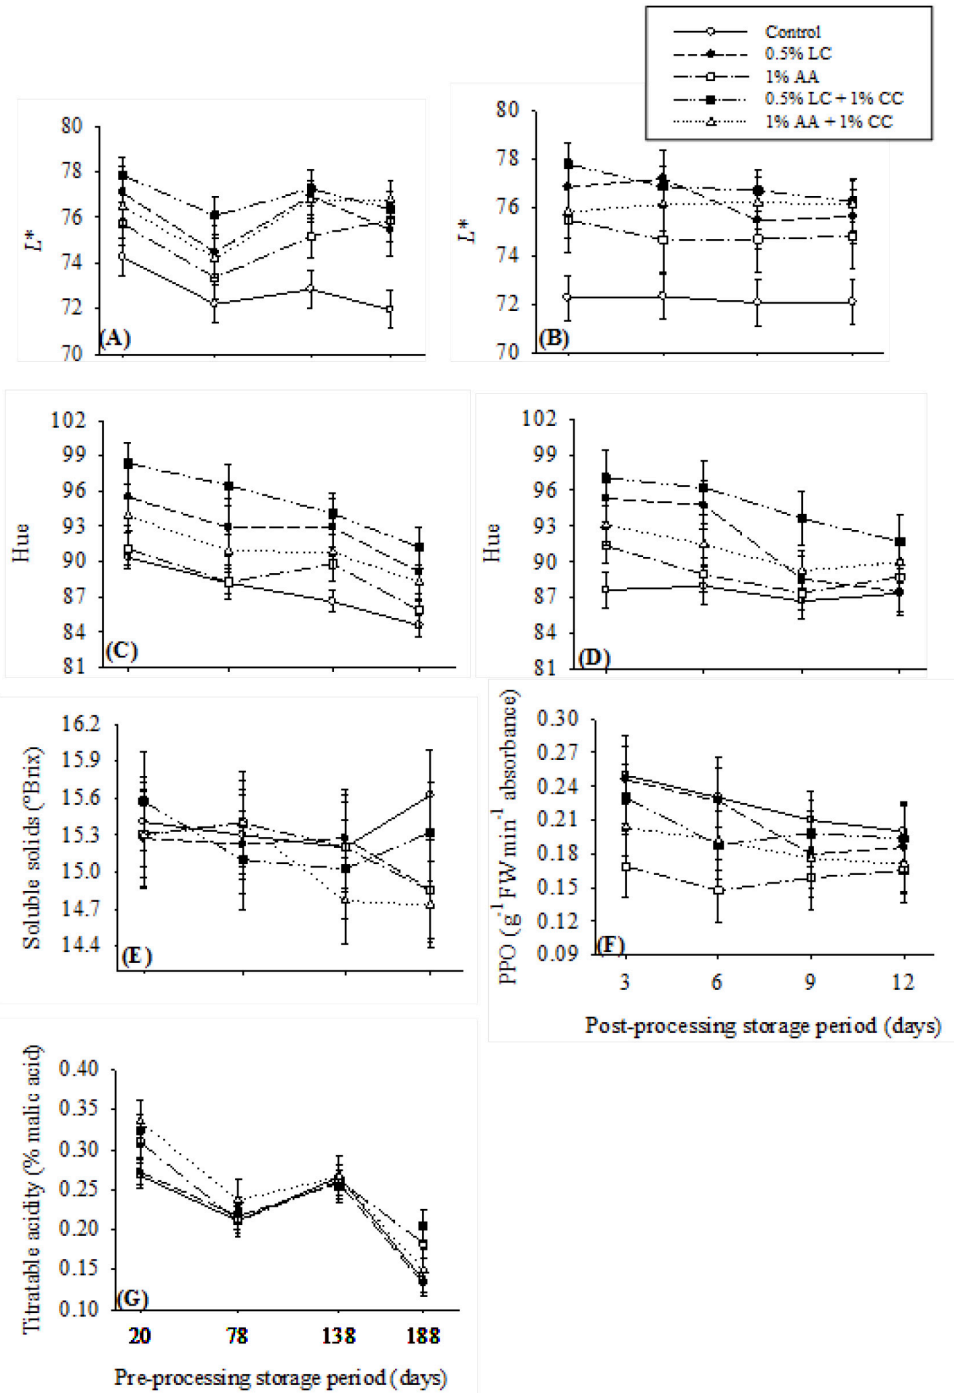 Control
0.5% LC
1% AA
0.5% LC + 1% CC
1% AA + 1% CC
80
78
76
74
72
70
L*
(A)
80
78
76
74
72
70
L*
(B)
102
99
96
93
90
87
84
81
Hue
(C)
102
99
96
93
90
87
84
81
Hue
(D)
16.2
15.9
15.6
15.3
15.0
14.7
14.4
Soluble solids (°Brix)
(E)
0.30
0.27
0.24
0.21
0.18
0.15
0.12
0.09
PPO (g⁻¹ FW min⁻¹ absorbance)
(F)
3 6 9 12
Post-processing storage period (days)
0.40
0.35
0.30
0.25
0.20
0.15
0.10
Titratable acidity (% malic acid)
(G)
20 78 138 188
Pre-processing storage period (days)